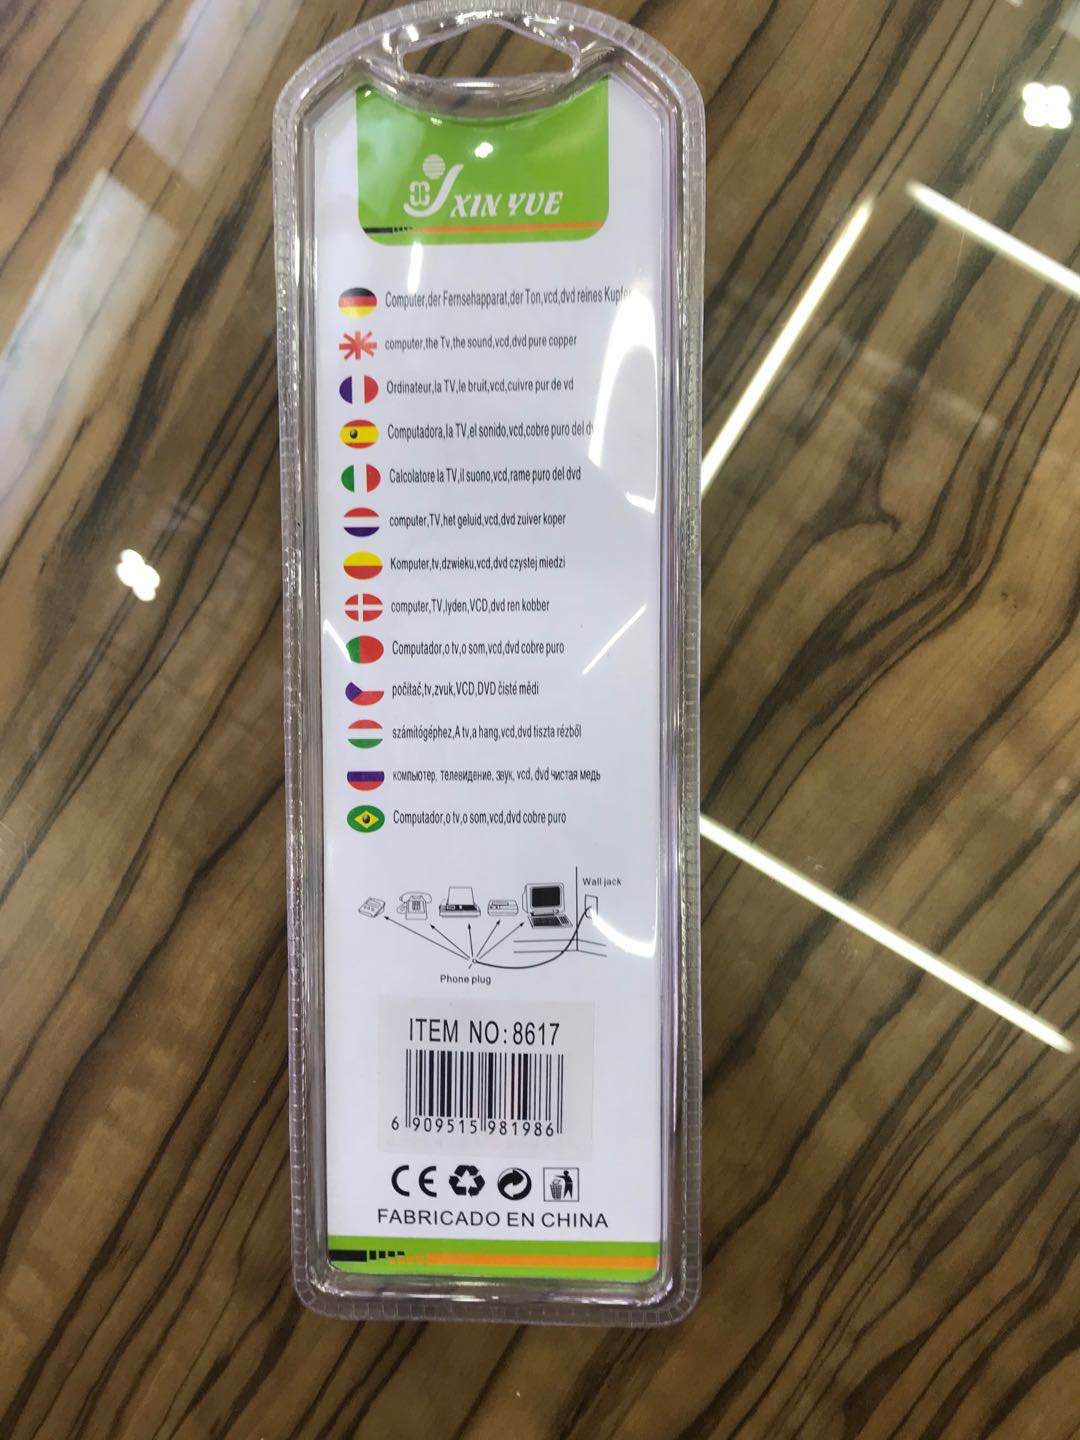 XIN YUE
Computer,der Fernsehapparat,der Ton,vcd,dvd reines Kupfer
computer,the Tv,the sound,vcd,dvd pure copper
Ordinateur,la TV,le bruit,vcd,cuivre pur de vd
Computadora,la TV,el sonido,vcd,cobre puro del
Calcolatore la TV,il suono,vcd,rame puro del dvd
computer,TV,het geluid,vcd,dvd zuiver koper
Komputer,tv,dzwieku,vcd,dvd czystej miedzi
computer,TV,lyden,VCD,dvd ren kobber
Computador,o tv,o som,vcd,dvd cobre puro
počítač,tv,zvuk,VCD,DVD čisté mědi
számítógéphez,A tv,a hang,vcd,dvd tiszta rézből
компьютер, телевидение, звук, vcd, dvd чистая медь
Computador,o tv,o som,vcd,dvd cobre puro
Wall jack
Phone plug
ITEM NO:8617
6 909515 981986
CE
FABRICADO EN CHINA